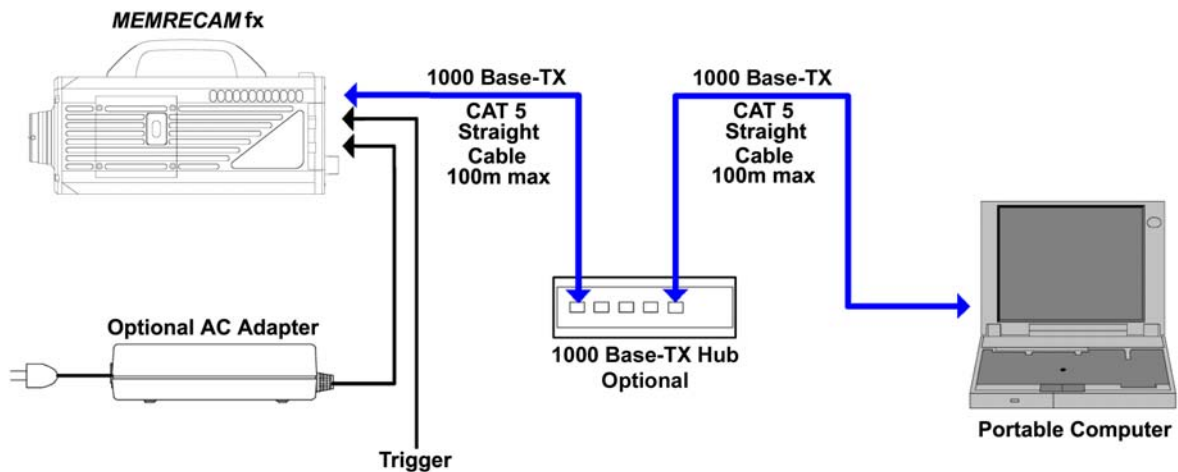 MEMRECAM fx
1000 Base-TX
CAT 5
Straight
Cable
100m max
1000 Base-TX
CAT 5
Straight
Cable
100m max
Optional AC Adapter
1000 Base-TX Hub
Optional
Portable Computer
Trigger